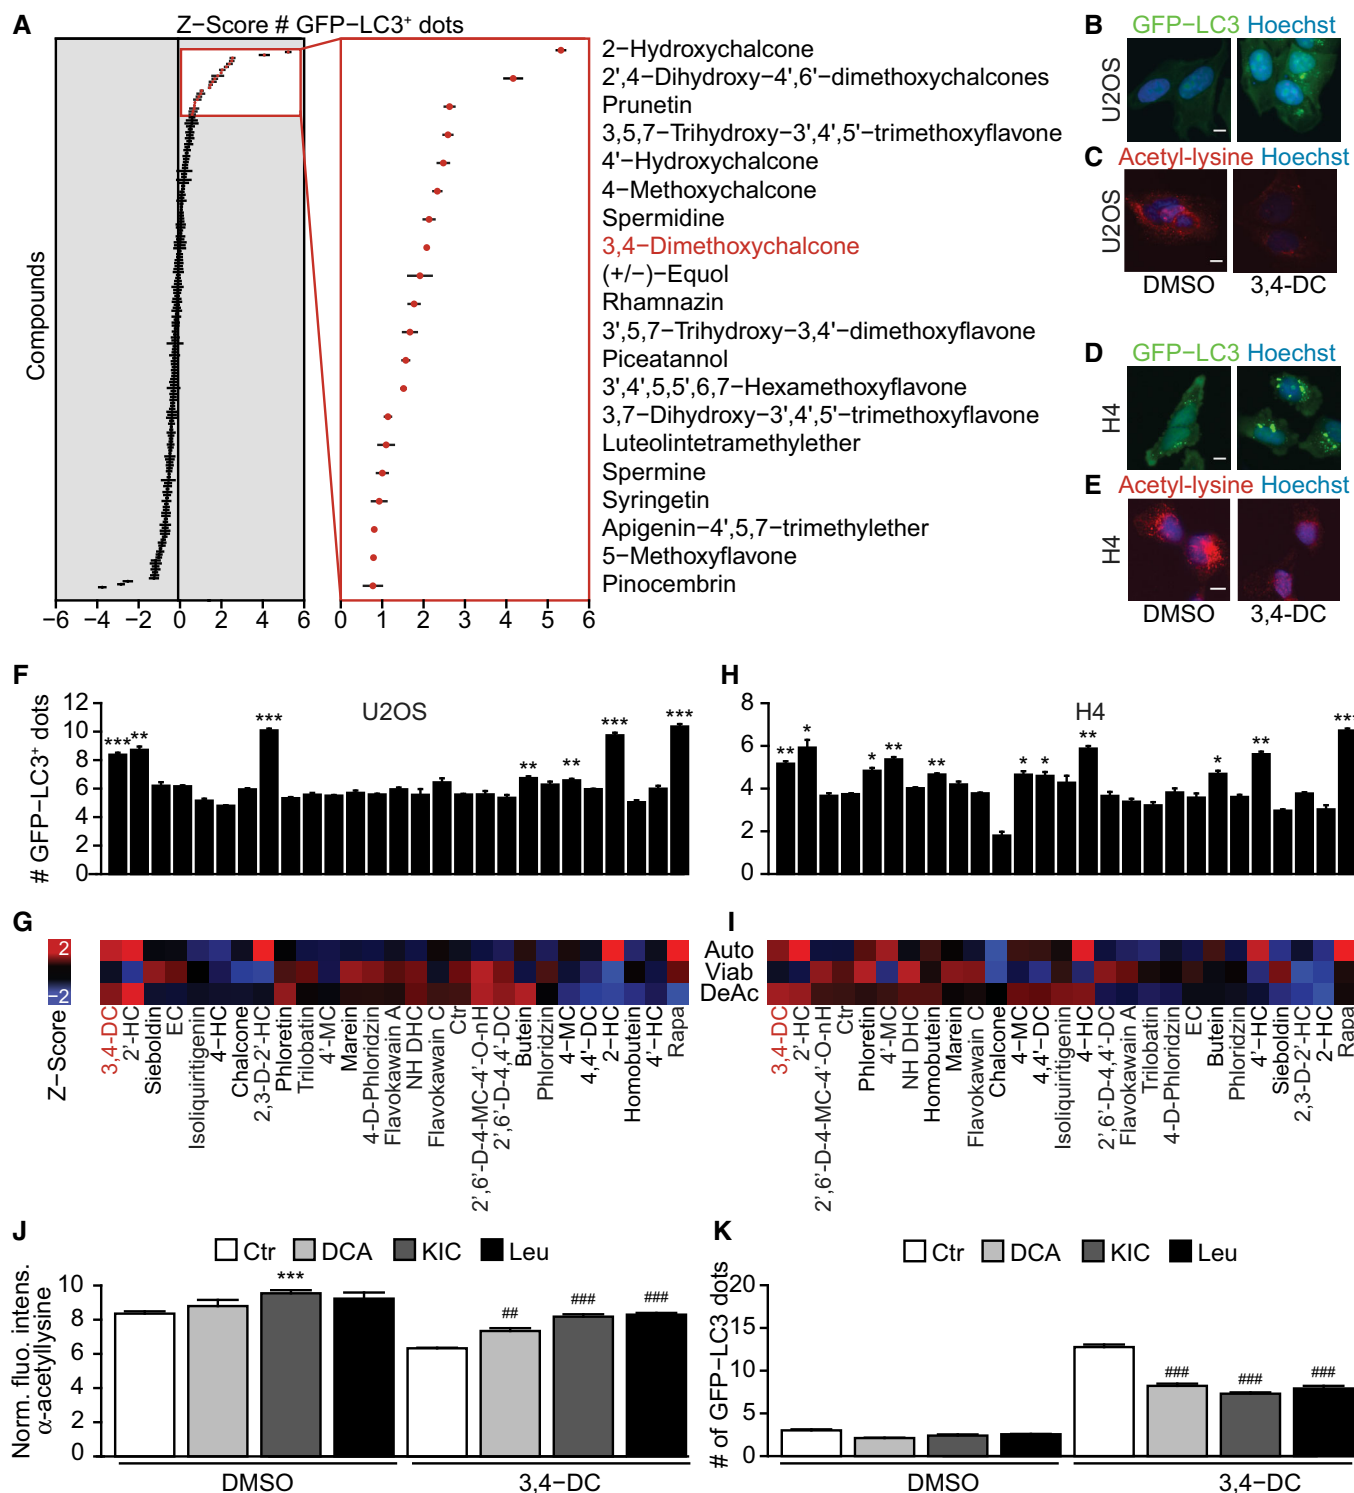 A
Z−Score # GFP−LC3+ dots
Compounds
−6 −4 −2 0 2 4 6
0 1 2 3 4 5 6
2−Hydroxychalcone
2',4−Dihydroxy−4',6'−dimethoxychalcones
Prunetin
3,5,7−Trihydroxy−3',4',5'−trimethoxyflavone
4'−Hydroxychalcone
4−Methoxychalcone
Spermidine
3,4−Dimethoxychalcone
(+/−)−Equol
Rhamnazin
3',5,7−Trihydroxy−3,4'−dimethoxyflavone
Piceatannol
3',4',5,5',6,7−Hexamethoxyflavone
3,7−Dihydroxy−3',4',5'−trimethoxyflavone
Luteolintetramethylether
Spermine
Syringetin
Apigenin−4',5,7−trimethylether
5−Methoxyflavone
Pinocembrin
B
GFP−LC3 Hoechst
U2OS
C
Acetyl-lysine Hoechst
U2OS
DMSO 3,4-DC
D
GFP−LC3 Hoechst
H4
E
Acetyl-lysine Hoechst
H4
DMSO 3,4-DC
F
U2OS
# GFP−LC3+ dots
12
10
8
6
4
2
0
*** ** *** ** ** *** ***
H
H4
8
6
4
2
0
** * * ** ** * * ** * ** ***
G
2
−2
Z−Score
I
Auto
Viab
DeAc
3,4−DC
2'−HC
Sieboldin
EC
Isoliquiritigenin
4−HC
Chalcone
2,3−D−2'−HC
Phloretin
Trilobatin
4'−MC
Marein
4−D−Phloridzin
Flavokawain A
NH DHC
Flavokawain C
Ctr
2',6'−D−4−MC−4'−O−nH
2',6'−D−4,4'−DC
Butein
Phloridzin
4−MC
4,4'−DC
2−HC
Homobutein
4'−HC
Rapa
3,4−DC
2'−HC
2',6'−D−4−MC−4'−O−nH
Ctr
Phloretin
4'−MC
NH DHC
Homobutein
Marein
Flavokawain C
Chalcone
4−MC
4,4'−DC
Isoliquiritigenin
4−HC
2',6'−D−4,4'−DC
Flavokawain A
Trilobatin
4−D−Phloridzin
EC
Butein
Phloridzin
4'−HC
Sieboldin
2,3−D−2'−HC
2−HC
Rapa
J
Ctr DCA KIC Leu
Norm. fluo. intens.
α-acetyllysine
10
8
6
4
2
0
*** ## ### ###
DMSO 3,4−DC
K
Ctr DCA KIC Leu
# of GFP−LC3 dots
20
15
10
5
0
### ### ###
DMSO 3,4−DC